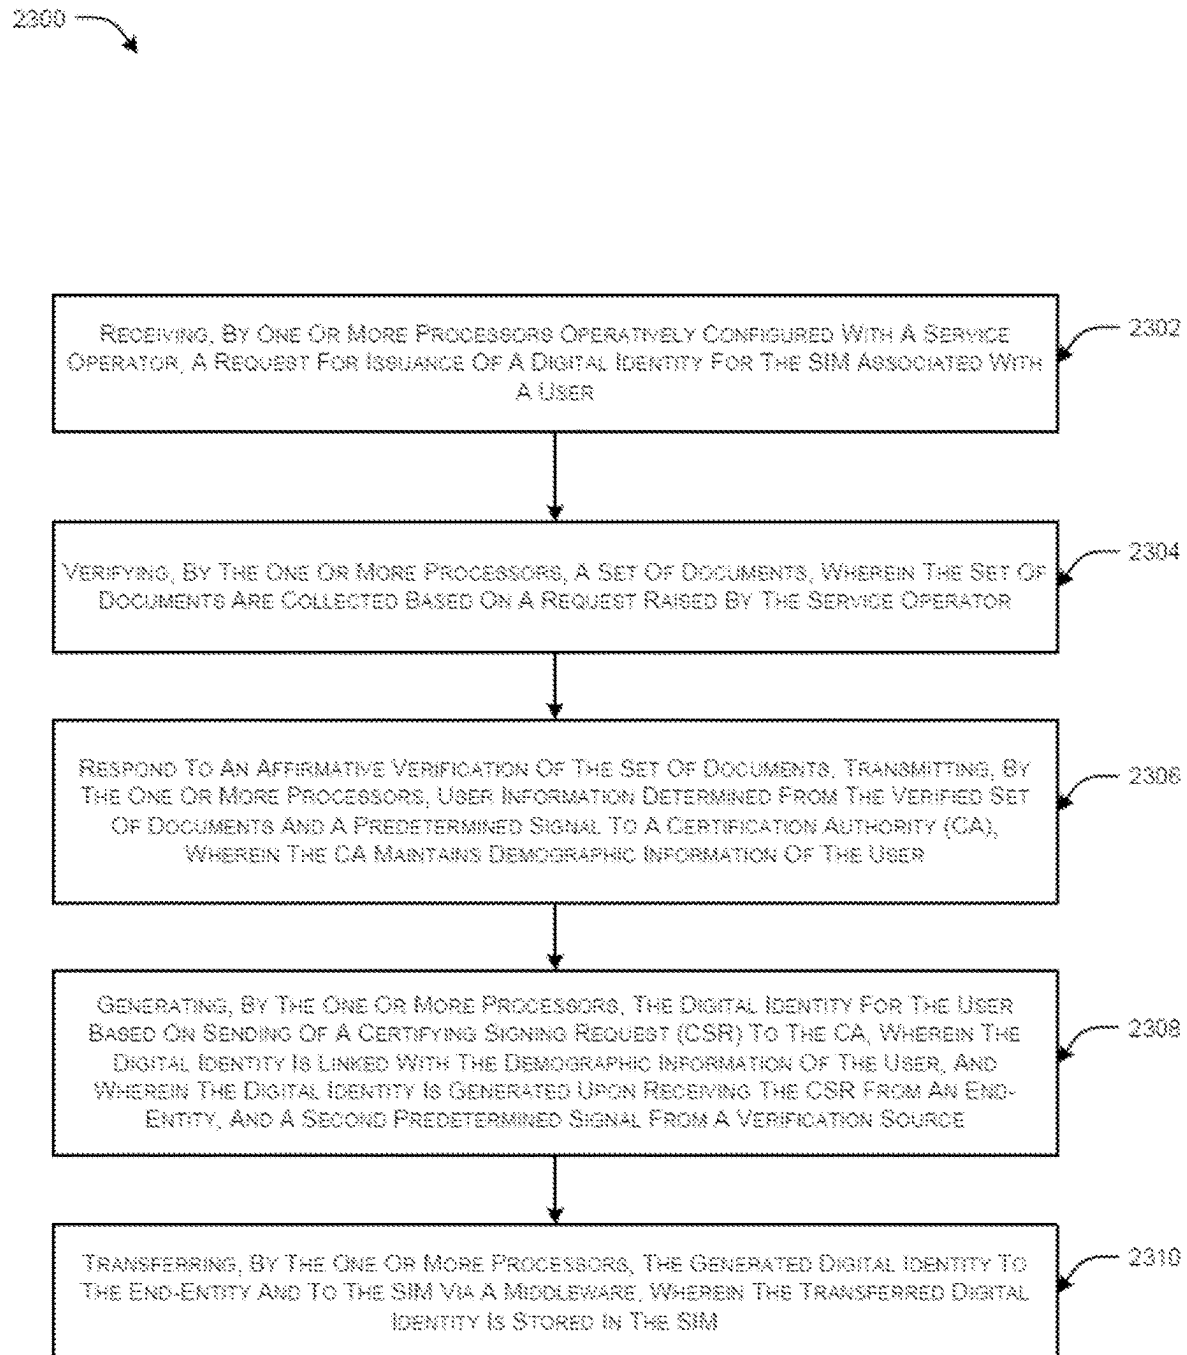 2300
RECEIVING, BY ONE OR MORE PROCESSORS OPERATIVELY CONFIGURED WITH A SERVICE
OPERATOR, A REQUEST FOR ISSUANCE OF A DIGITAL IDENTITY FOR THE SIM ASSOCIATED WITH
A USER
2302
VERIFYING, BY THE ONE OR MORE PROCESSORS, A SET OF DOCUMENTS, WHEREIN THE SET OF
DOCUMENTS ARE COLLECTED BASED ON A REQUEST RAISED BY THE SERVICE OPERATOR
2304
RESPOND TO AN AFFIRMATIVE VERIFICATION OF THE SET OF DOCUMENTS, TRANSMITTING, BY
THE ONE OR MORE PROCESSORS, USER INFORMATION DETERMINED FROM THE VERIFIED SET
OF DOCUMENTS AND A PREDETERMINED SIGNAL TO A CERTIFICATION AUTHORITY (CA),
WHEREIN THE CA MAINTAINS DEMOGRAPHIC INFORMATION OF THE USER
2306
GENERATING, BY THE ONE OR MORE PROCESSORS, THE DIGITAL IDENTITY FOR THE USER
BASED ON SENDING OF A CERTIFYING SIGNING REQUEST (CSR) TO THE CA, WHEREIN THE
DIGITAL IDENTITY IS LINKED WITH THE DEMOGRAPHIC INFORMATION OF THE USER, AND
WHEREIN THE DIGITAL IDENTITY IS GENERATED UPON RECEIVING THE CSR FROM AN END-
ENTITY, AND A SECOND PREDETERMINED SIGNAL FROM A VERIFICATION SOURCE
2308
TRANSFERRING, BY THE ONE OR MORE PROCESSORS, THE GENERATED DIGITAL IDENTITY TO
THE END-ENTITY AND TO THE SIM VIA A MIDDLEWARE, WHEREIN THE TRANSFERRED DIGITAL
IDENTITY IS STORED IN THE SIM
2310